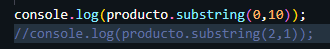 console.log(producto.substring(0,10));
//console.log(producto.substring(2,1));